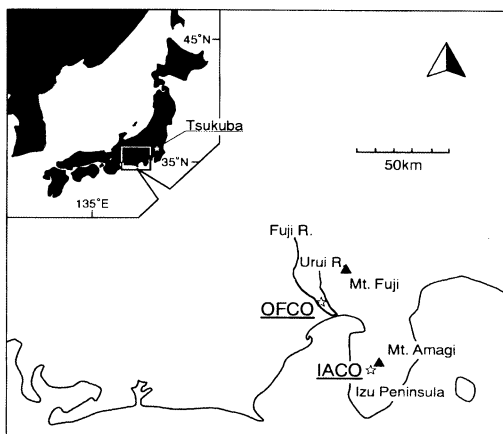 45°N
Tsukuba
35°N
135°E
50km
Fuji R.
Urui R.
Mt. Fuji
OFCO
Mt. Amagi
IACO
Izu Peninsula